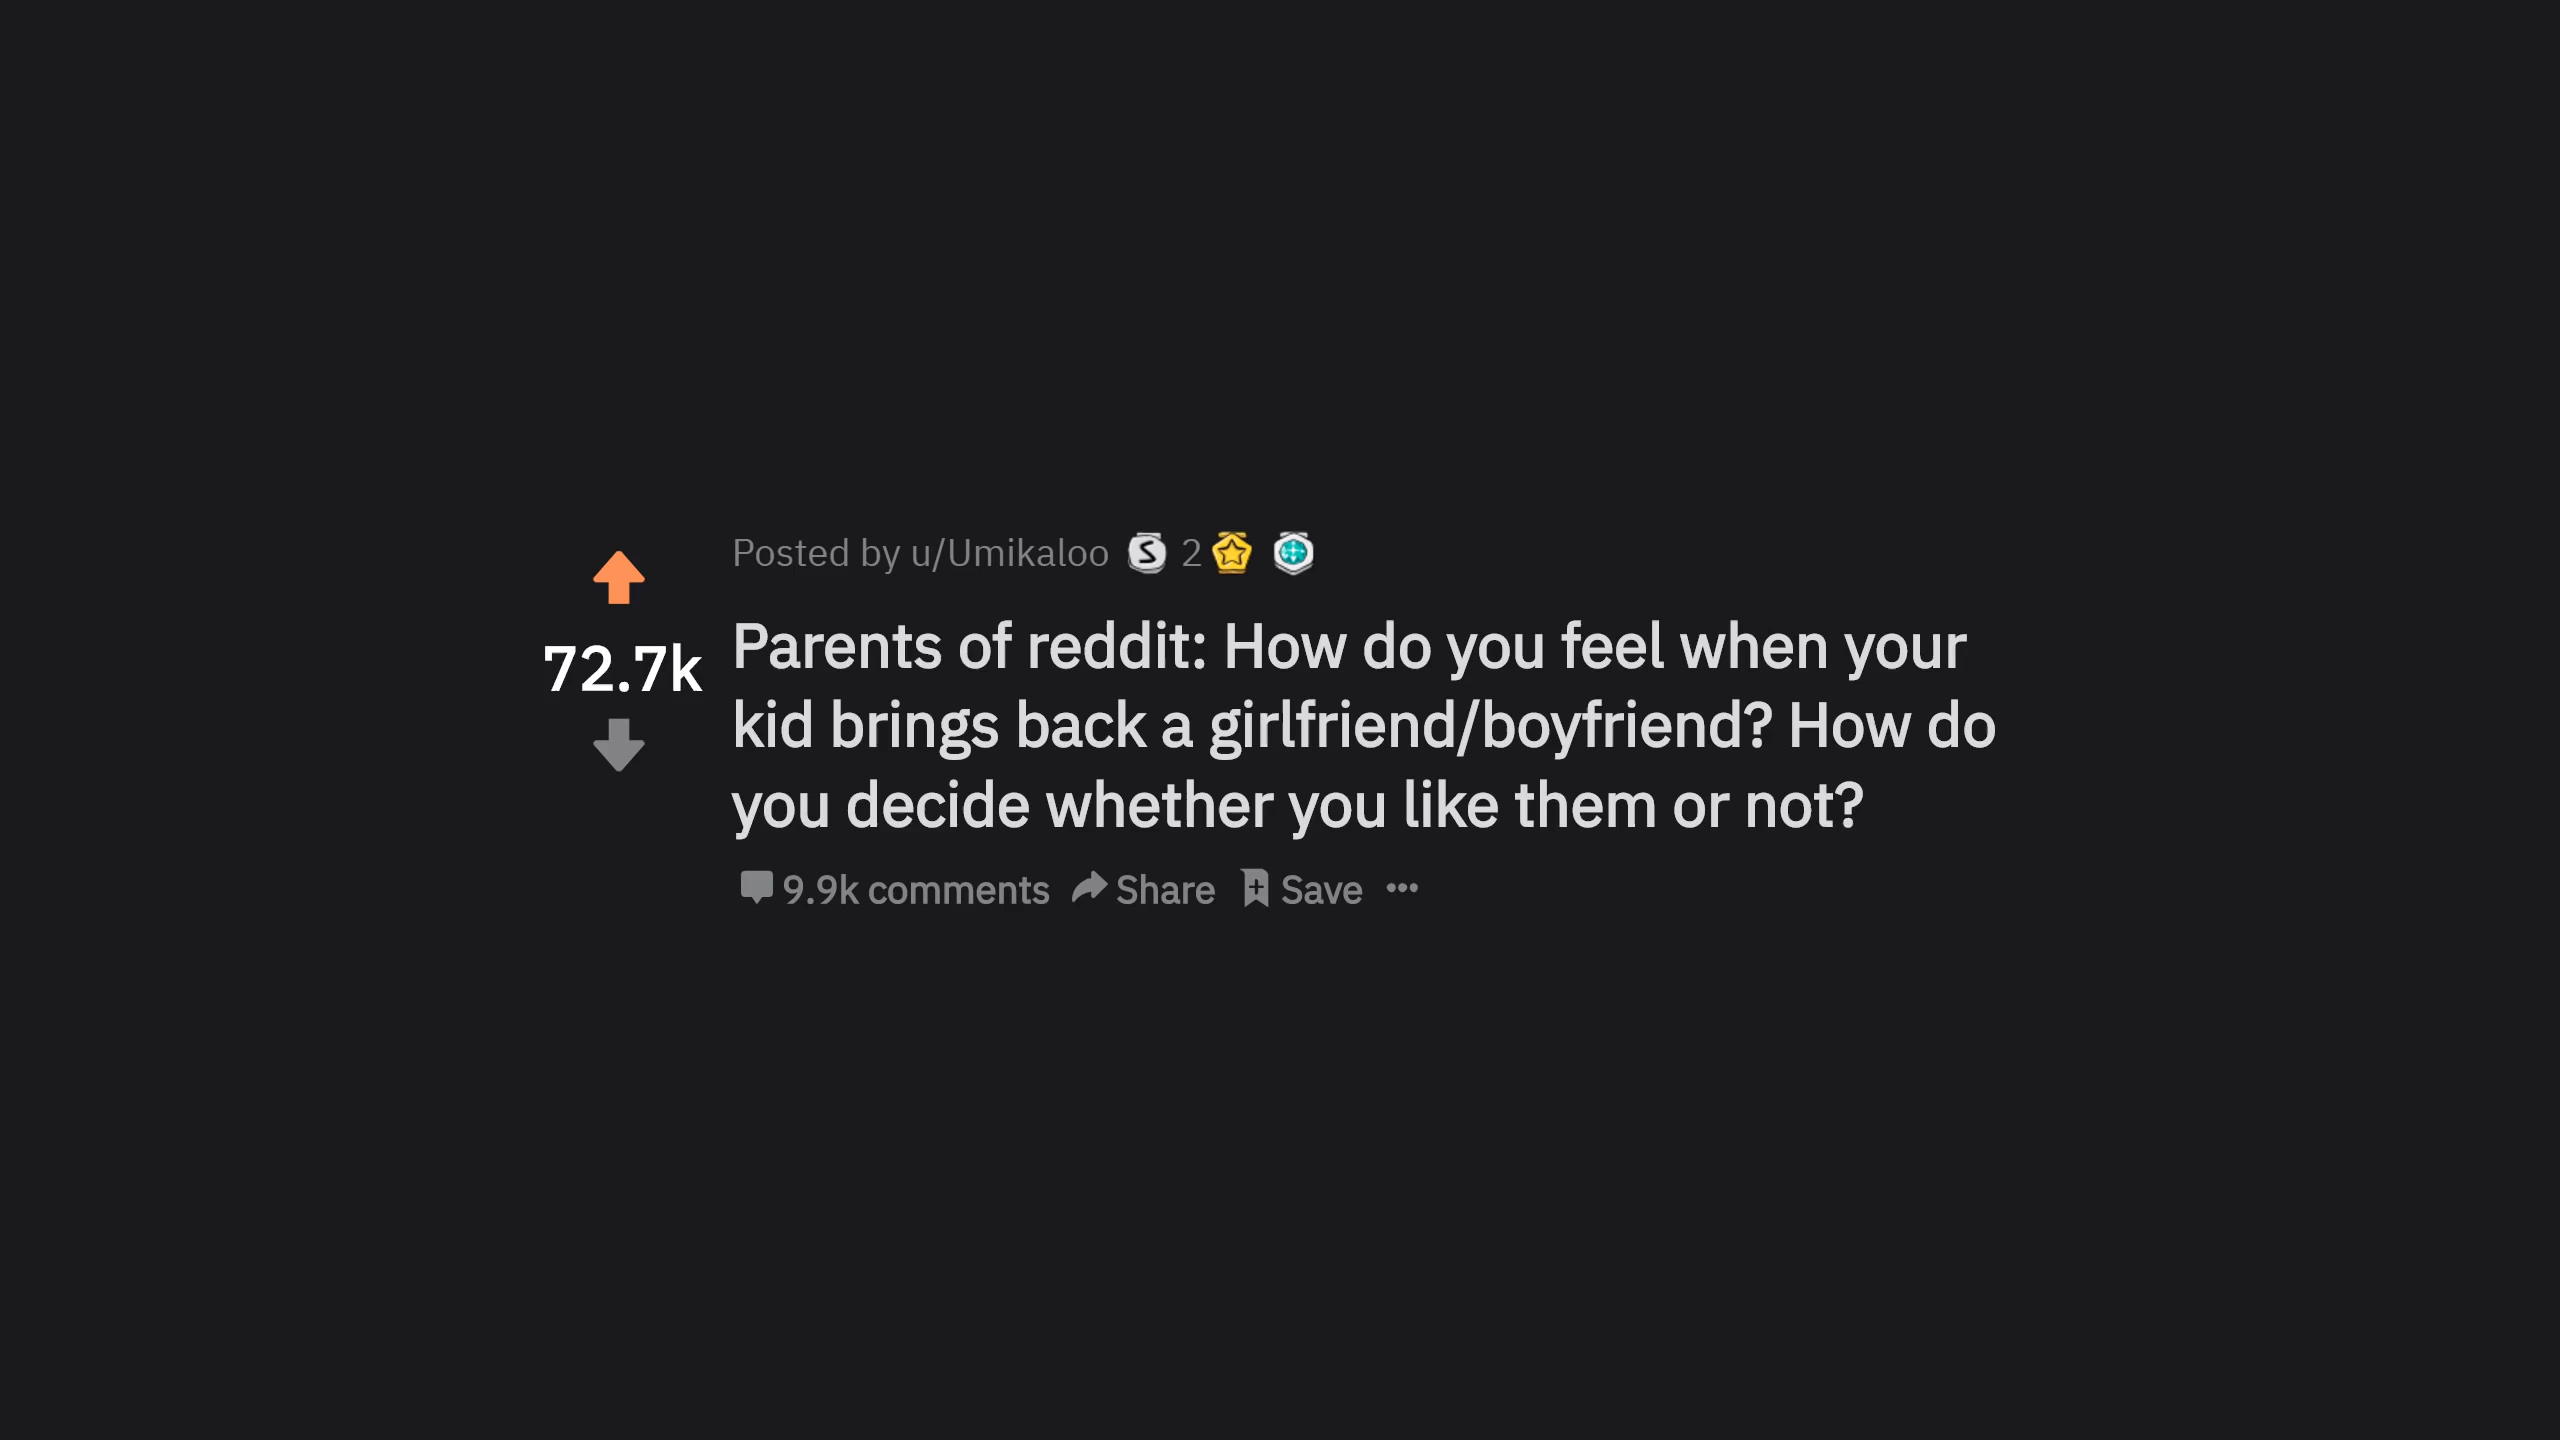 Posted by u/Umikaloo S 2
72.7k
Parents of reddit: How do you feel when your
kid brings back a girlfriend/boyfriend? How do
you decide whether you like them or not?
9.9k comments Share Save ...